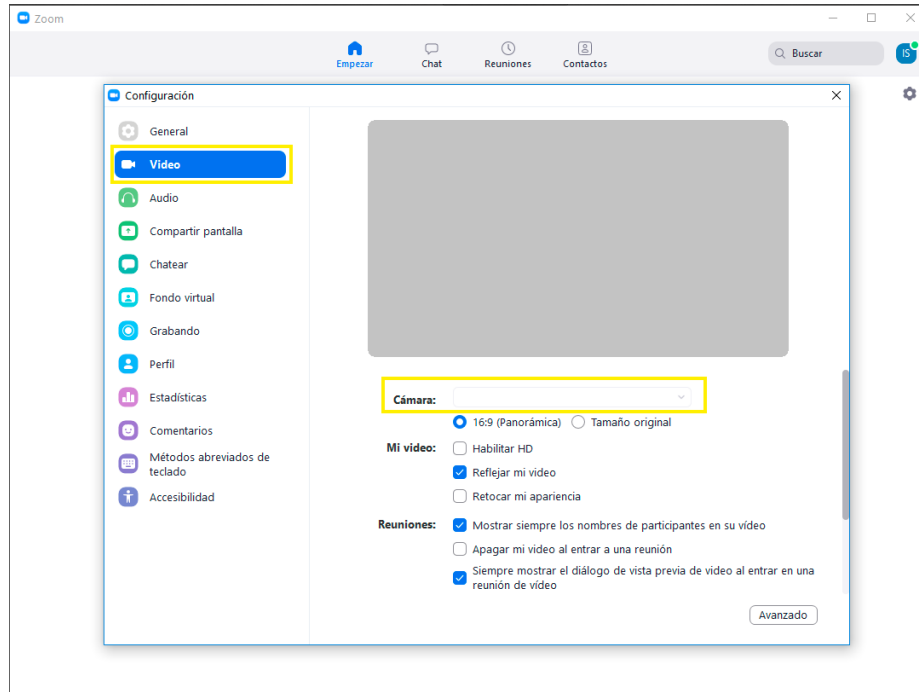 Zoom
Empezar
Chat
Reuniones
Contactos
Buscar
IS
Configuración
General
Video
Audio
Compartir pantalla
Chatear
Fondo virtual
Grabando
Perfil
Estadísticas
Comentarios
Métodos abreviados de
teclado
Accesibilidad
Cámara:
16:9 (Panorámica)
Tamaño original
Mi video:
Habilitar HD
Reflejar mi video
Retocar mi apariencia
Reuniones:
Mostrar siempre los nombres de participantes en su vídeo
Apagar mi video al entrar a una reunión
Siempre mostrar el diálogo de vista previa de video al entrar en una
reunión de vídeo
Avanzado